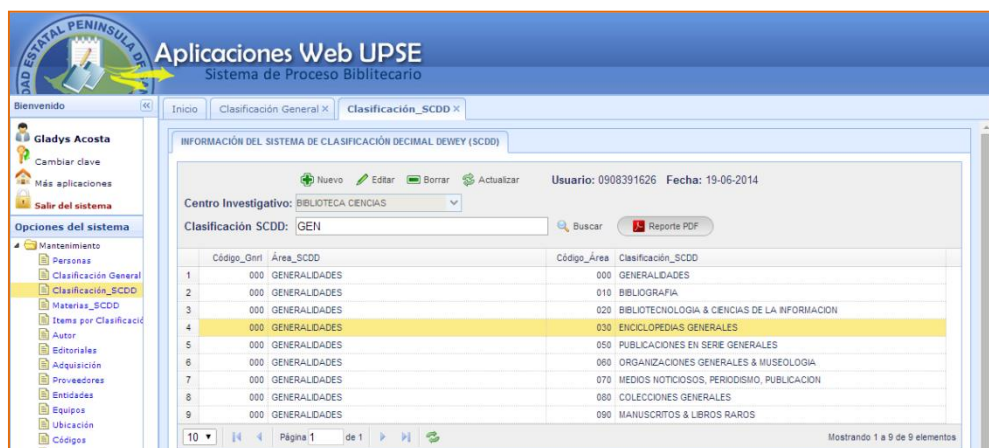 AD ESTATAL PENINSULA DE
Aplicaciones Web UPSE
Sistema de Proceso Biblitecario
Bienvenido
Inicio Clasificación General × Clasificación_SCDD ×
Gladys Acosta
Cambiar clave
Más aplicaciones
Salir del sistema
Opciones del sistema
Mantenimiento
Personas
Clasificación General
Clasificación_SCDD
Materias_SCDD
Items por Clasificació
Autor
Editoriales
Adquisición
Proveedores
Entidades
Equipos
Ubicación
Códigos
INFORMACIÓN DEL SISTEMA DE CLASIFICACIÓN DECIMAL DEWEY (SCDD)
Nuevo Editar Borrar Actualizar Usuario: 0908391626 Fecha: 19-06-2014
Centro Investigativo: BIBLIOTECA CIENCIAS
Clasificación SCDD: GEN Buscar Reporte PDF
Código_Gnrl Área_SCDD Código_Área Clasificación_SCDD
1 000 GENERALIDADES 000 GENERALIDADES
2 000 GENERALIDADES 010 BIBLIOGRAFIA
3 000 GENERALIDADES 020 BIBLIOTECNOLOGIA & CIENCIAS DE LA INFORMACION
4 000 GENERALIDADES 030 ENCICLOPEDIAS GENERALES
5 000 GENERALIDADES 050 PUBLICACIONES EN SERIE GENERALES
6 000 GENERALIDADES 060 ORGANIZACIONES GENERALES & MUSEOLOGIA
7 000 GENERALIDADES 070 MEDIOS NOTICIOSOS, PERIODISMO, PUBLICACION
8 000 GENERALIDADES 080 COLECCIONES GENERALES
9 000 GENERALIDADES 090 MANUSCRITOS & LIBROS RAROS
10 Página 1 de 1 Mostrando 1 a 9 de 9 elementos